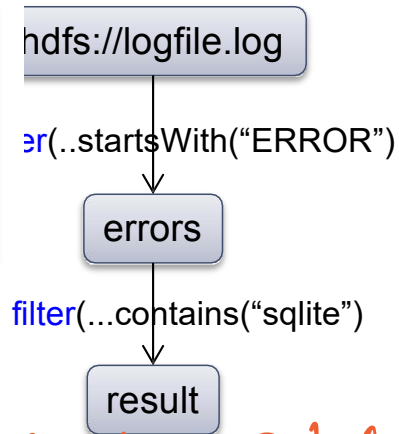 hdfs://logfile.log
er(..startsWith(“ERROR”)
errors
filter(...contains(“sqlite”)
result